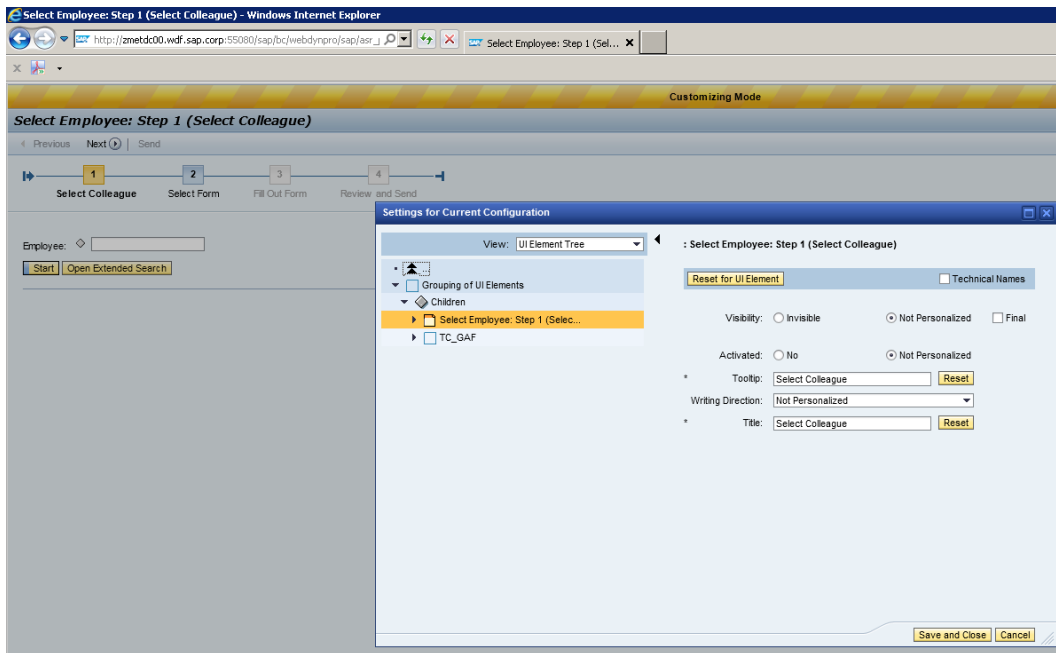 Select Employee: Step 1 (Select Colleague) - Windows Internet Explorer
http://zmetdc00.wdf.sap.corp:55080/sap/bc/webdynpro/sap/asr_
Select Employee: Step 1 (Sel...
Customizing Mode
Select Employee: Step 1 (Select Colleague)
Previous Next Send
1 2 3 4
Select Colleague Select Form Fill Out Form Review and Send
Employee:
Start Open Extended Search
Settings for Current Configuration
View: UI Element Tree
...
Grouping of UI Elements
Children
Select Employee: Step 1 (Selec...
TC_GAF
: Select Employee: Step 1 (Select Colleague)
Reset for UI Element Technical Names
Visibility: Invisible Not Personalized Final
Activated: No Not Personalized
* Tooltip: Select Colleague Reset
Writing Direction: Not Personalized
* Title: Select Colleague Reset
Save and Close Cancel